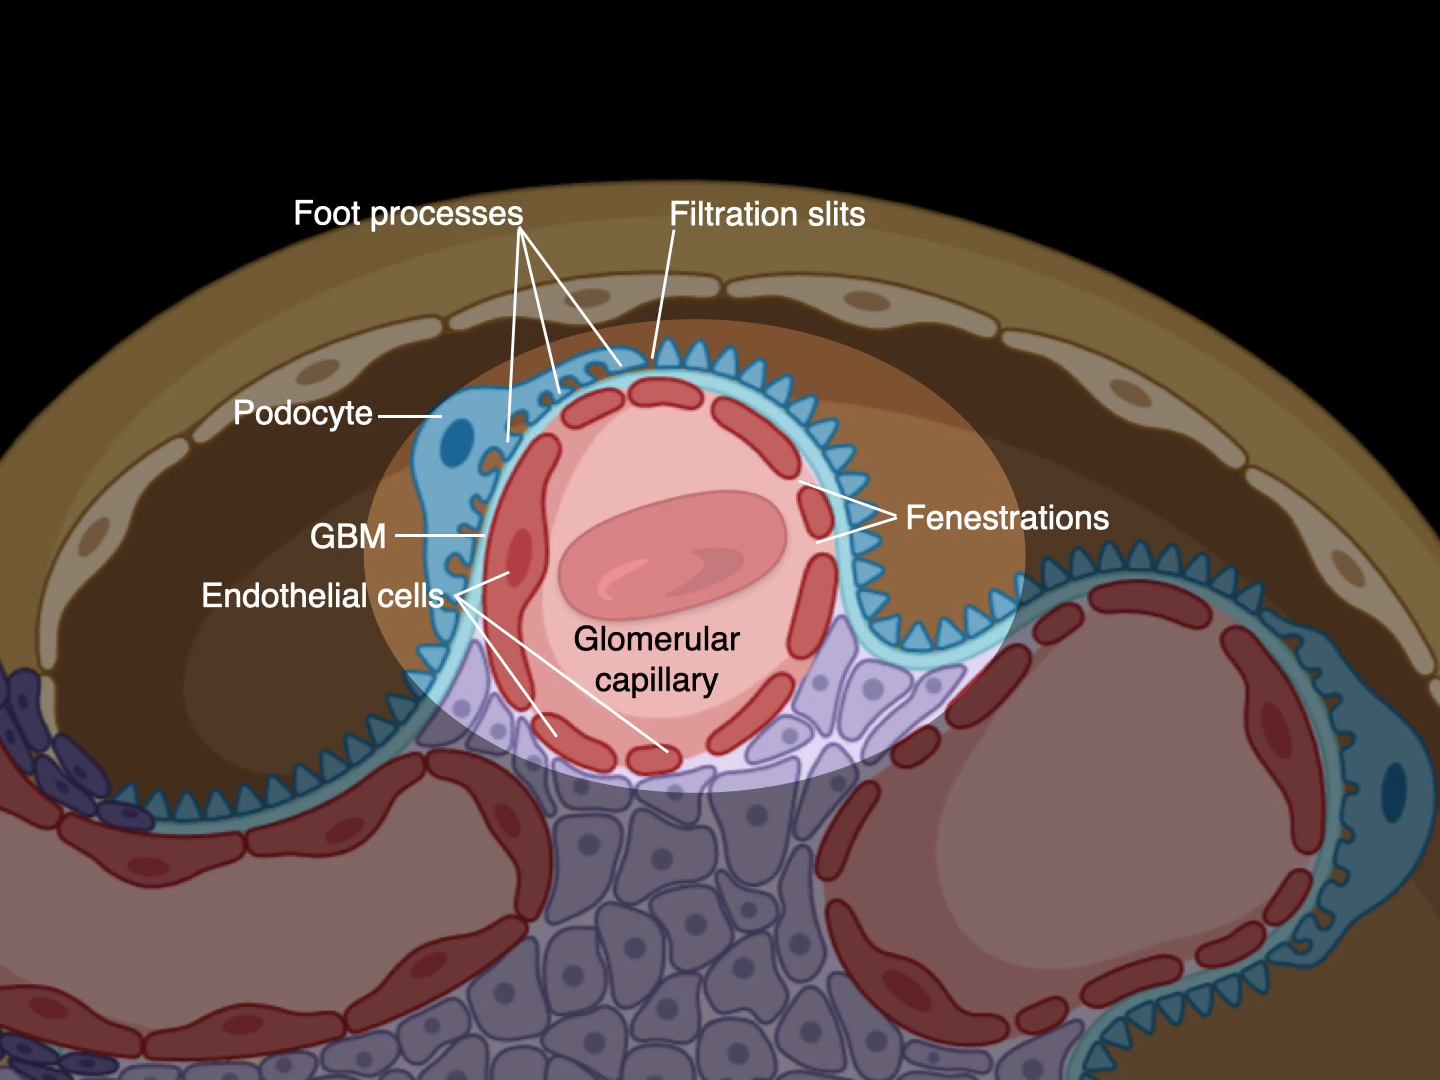 Foot processes
Filtration slits
Podocyte
GBM
Fenestrations
Endothelial cells
Glomerular
capillary